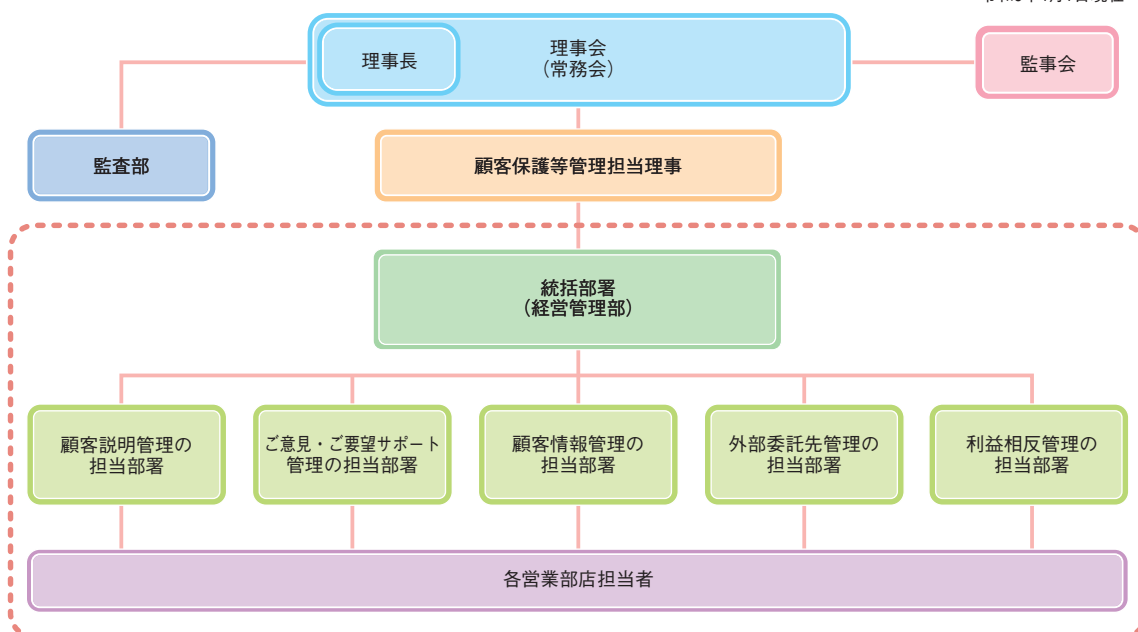 理事長
理事会
（常務会）
監事会
監査部
顧客保護等管理担当理事
統括部署
（経営管理部）
顧客説明管理の
担当部署
ご意見・ご要望サポート
管理の担当部署
顧客情報管理の
担当部署
外部委託先管理の
担当部署
利益相反管理の
担当部署
各営業部店担当者